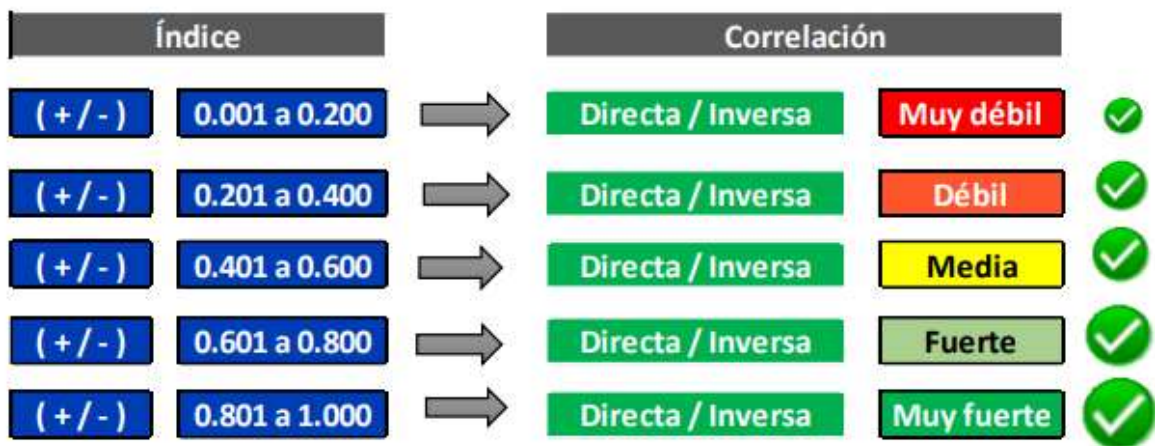 Índice Correlación
( + / - ) 0.001 a 0.200 Directa / Inversa Muy débil
( + / - ) 0.201 a 0.400 Directa / Inversa Débil
( + / - ) 0.401 a 0.600 Directa / Inversa Media
( + / - ) 0.601 a 0.800 Directa / Inversa Fuerte
( + / - ) 0.801 a 1.000 Directa / Inversa Muy fuerte